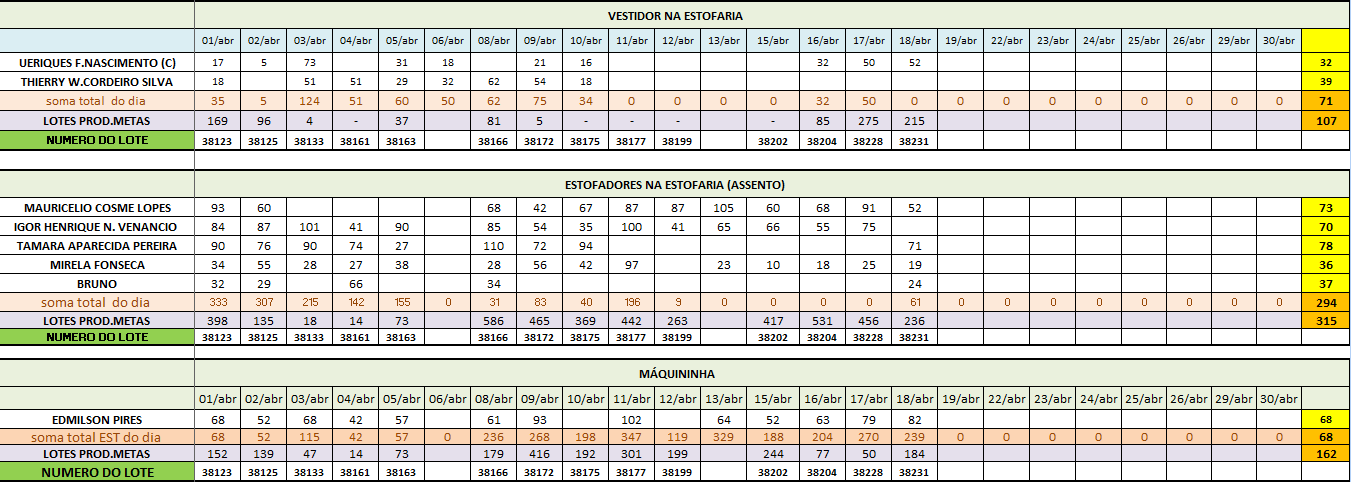 VESTIDOR NA ESTOFARIA
01/abr 02/abr 03/abr 04/abr 05/abr 06/abr 08/abr 09/abr 10/abr 11/abr 12/abr 13/abr 15/abr 16/abr 17/abr 18/abr 19/abr 22/abr 23/abr 24/abr 25/abr 26/abr 29/abr 30/abr
UERIQUES F.NASCIMENTO (C) 17 5 73 31 18 21 16 32 50 52 32
THIERRY W.CORDEIRO SILVA 18 51 51 29 32 62 54 18 39
soma total do dia 35 5 124 51 60 50 62 75 34 0 0 0 0 32 50 0 0 0 0 0 0 0 0 0 71
LOTES PROD.METAS 169 96 4 - 37 81 5 - - - - 85 275 215 107
NUMERO DO LOTE 38123 38125 38133 38161 38163 38166 38172 38175 38177 38199 38202 38204 38228 38231
ESTOFADORES NA ESTOFARIA (ASSENTO)
MAURICELIO COSME LOPES 93 60 68 42 67 87 87 105 60 68 91 52 73
IGOR HENRIQUE N. VENANCIO 84 87 101 41 90 85 54 35 100 41 65 66 55 75 70
TAMARA APARECIDA PEREIRA 90 76 90 74 27 110 72 94 71 78
MIRELA FONSECA 34 55 28 27 38 28 56 42 97 23 10 18 25 19 36
BRUNO 32 29 66 34 24 37
soma total do dia 333 307 215 142 155 0 31 83 40 196 9 0 0 0 0 61 0 0 0 0 0 0 0 0 294
LOTES PROD.METAS 398 135 18 14 73 586 465 369 442 263 417 531 456 236 315
NUMERO DO LOTE 38123 38125 38133 38161 38163 38166 38172 38175 38177 38199 38202 38204 38228 38231
MÁQUININHA
01/abr 02/abr 03/abr 04/abr 05/abr 06/abr 08/abr 09/abr 10/abr 11/abr 12/abr 13/abr 15/abr 16/abr 17/abr 18/abr 19/abr 22/abr 23/abr 24/abr 25/abr 26/abr 29/abr 30/abr
EDMILSON PIRES 68 52 68 42 57 61 93 102 64 52 63 79 82 68
soma total EST do dia 68 52 115 42 57 0 236 268 198 347 119 329 188 204 270 239 0 0 0 0 0 0 0 0 68
LOTES PROD.METAS 152 139 47 14 73 179 416 192 301 199 244 77 50 184 162
NUMERO DO LOTE 38123 38125 38133 38161 38163 38166 38172 38175 38177 38199 38202 38204 38228 38231